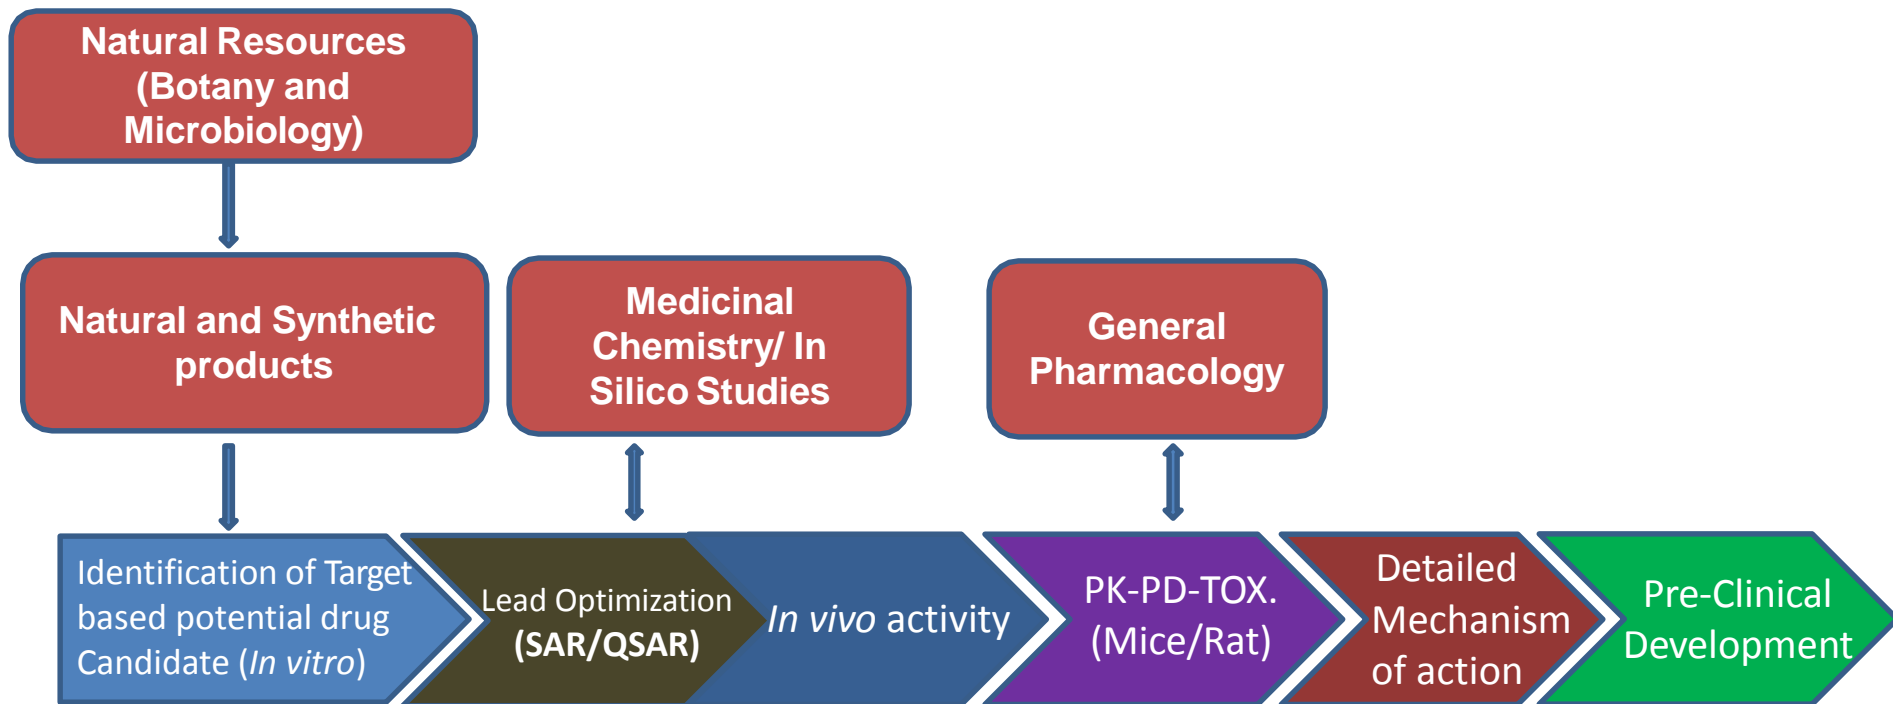 Natural Resources
(Botany and
Microbiology)
Natural and Synthetic
products
Medicinal
Chemistry/ In
Silico Studies
General
Pharmacology
Identification of Target
based potential drug
Candidate (In vitro)
Lead Optimization
(SAR/QSAR)
In vivo activity
PK-PD-TOX.
(Mice/Rat)
Detailed
Mechanism
of action
Pre-Clinical
Development